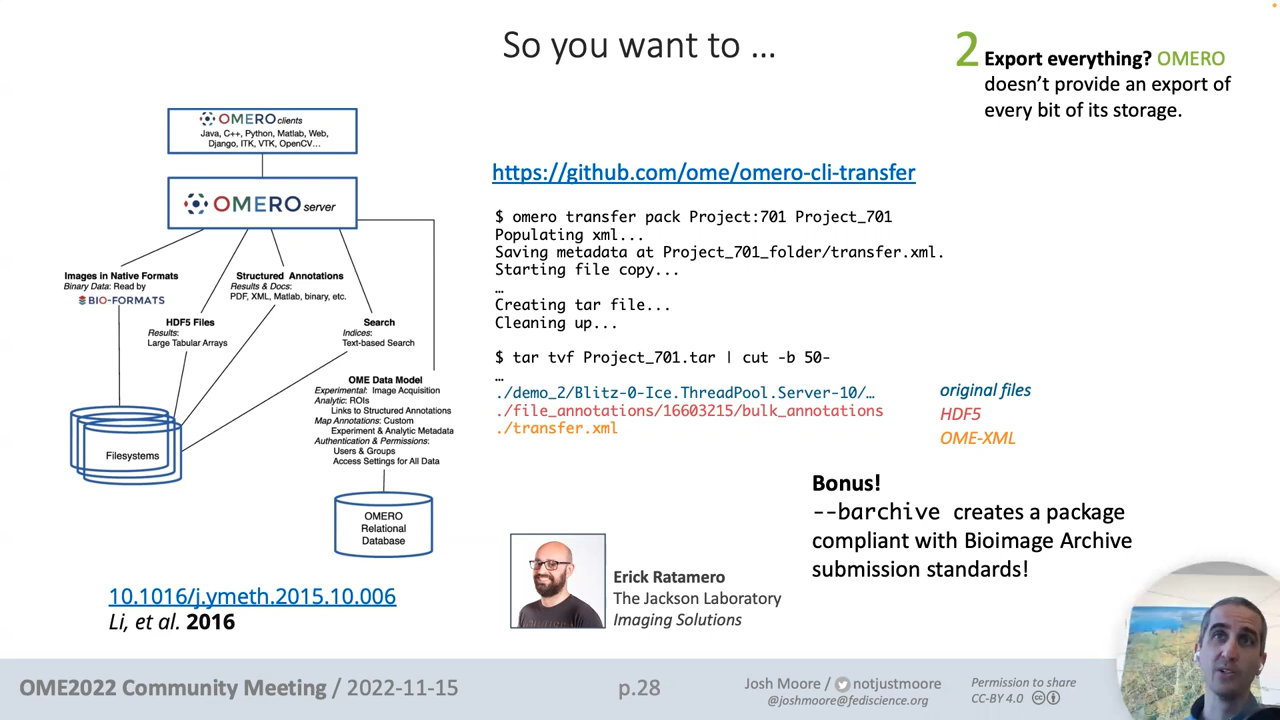 So you want to …
2 Export everything? OMERO
doesn't provide an export of
every bit of its storage.
OMERO clients
Java, C++, Python, Matlab, Web,
Django, ITK, VTK, OpenCV…
OMERO server
Images in Native Formats
Binary Data: Read by
BIO-FORMATS
Structured Annotations
Results & Docs:
PDF, XML, Matlab, binary, etc.
HDF5 Files
Results:
Large Tabular Arrays
Search
Indices:
Text-based Search
OME Data Model
Experimental: Image Acquisition
Analytic: ROIs
Links to Structured Annotations
Map Annotations: Custom
Experiment & Analytic Metadata
Authentication & Permissions:
Users & Groups
Access Settings for All Data
Filesystems
OMERO
Relational
Database
10.1016/j.ymeth.2015.10.006
Li, et al. 2016
https://github.com/ome/omero-cli-transfer
$ omero transfer pack Project:701 Project_701
Populating xml...
Saving metadata at Project_701_folder/transfer.xml.
Starting file copy...
…
Creating tar file...
Cleaning up...
$ tar tvf Project_701.tar | cut -b 50-
…
./demo_2/Blitz-0-Ice.ThreadPool.Server-10/…
./file_annotations/16603215/bulk_annotations
./transfer.xml
original files
HDF5
OME-XML
Bonus!
--barchive creates a package
compliant with Bioimage Archive
submission standards!
Erick Ratamero
The Jackson Laboratory
Imaging Solutions
OME2022 Community Meeting / 2022-11-15
p.28
Josh Moore / notjustmoore
@joshmoore@fediscience.org
Permission to share
CC-BY 4.0